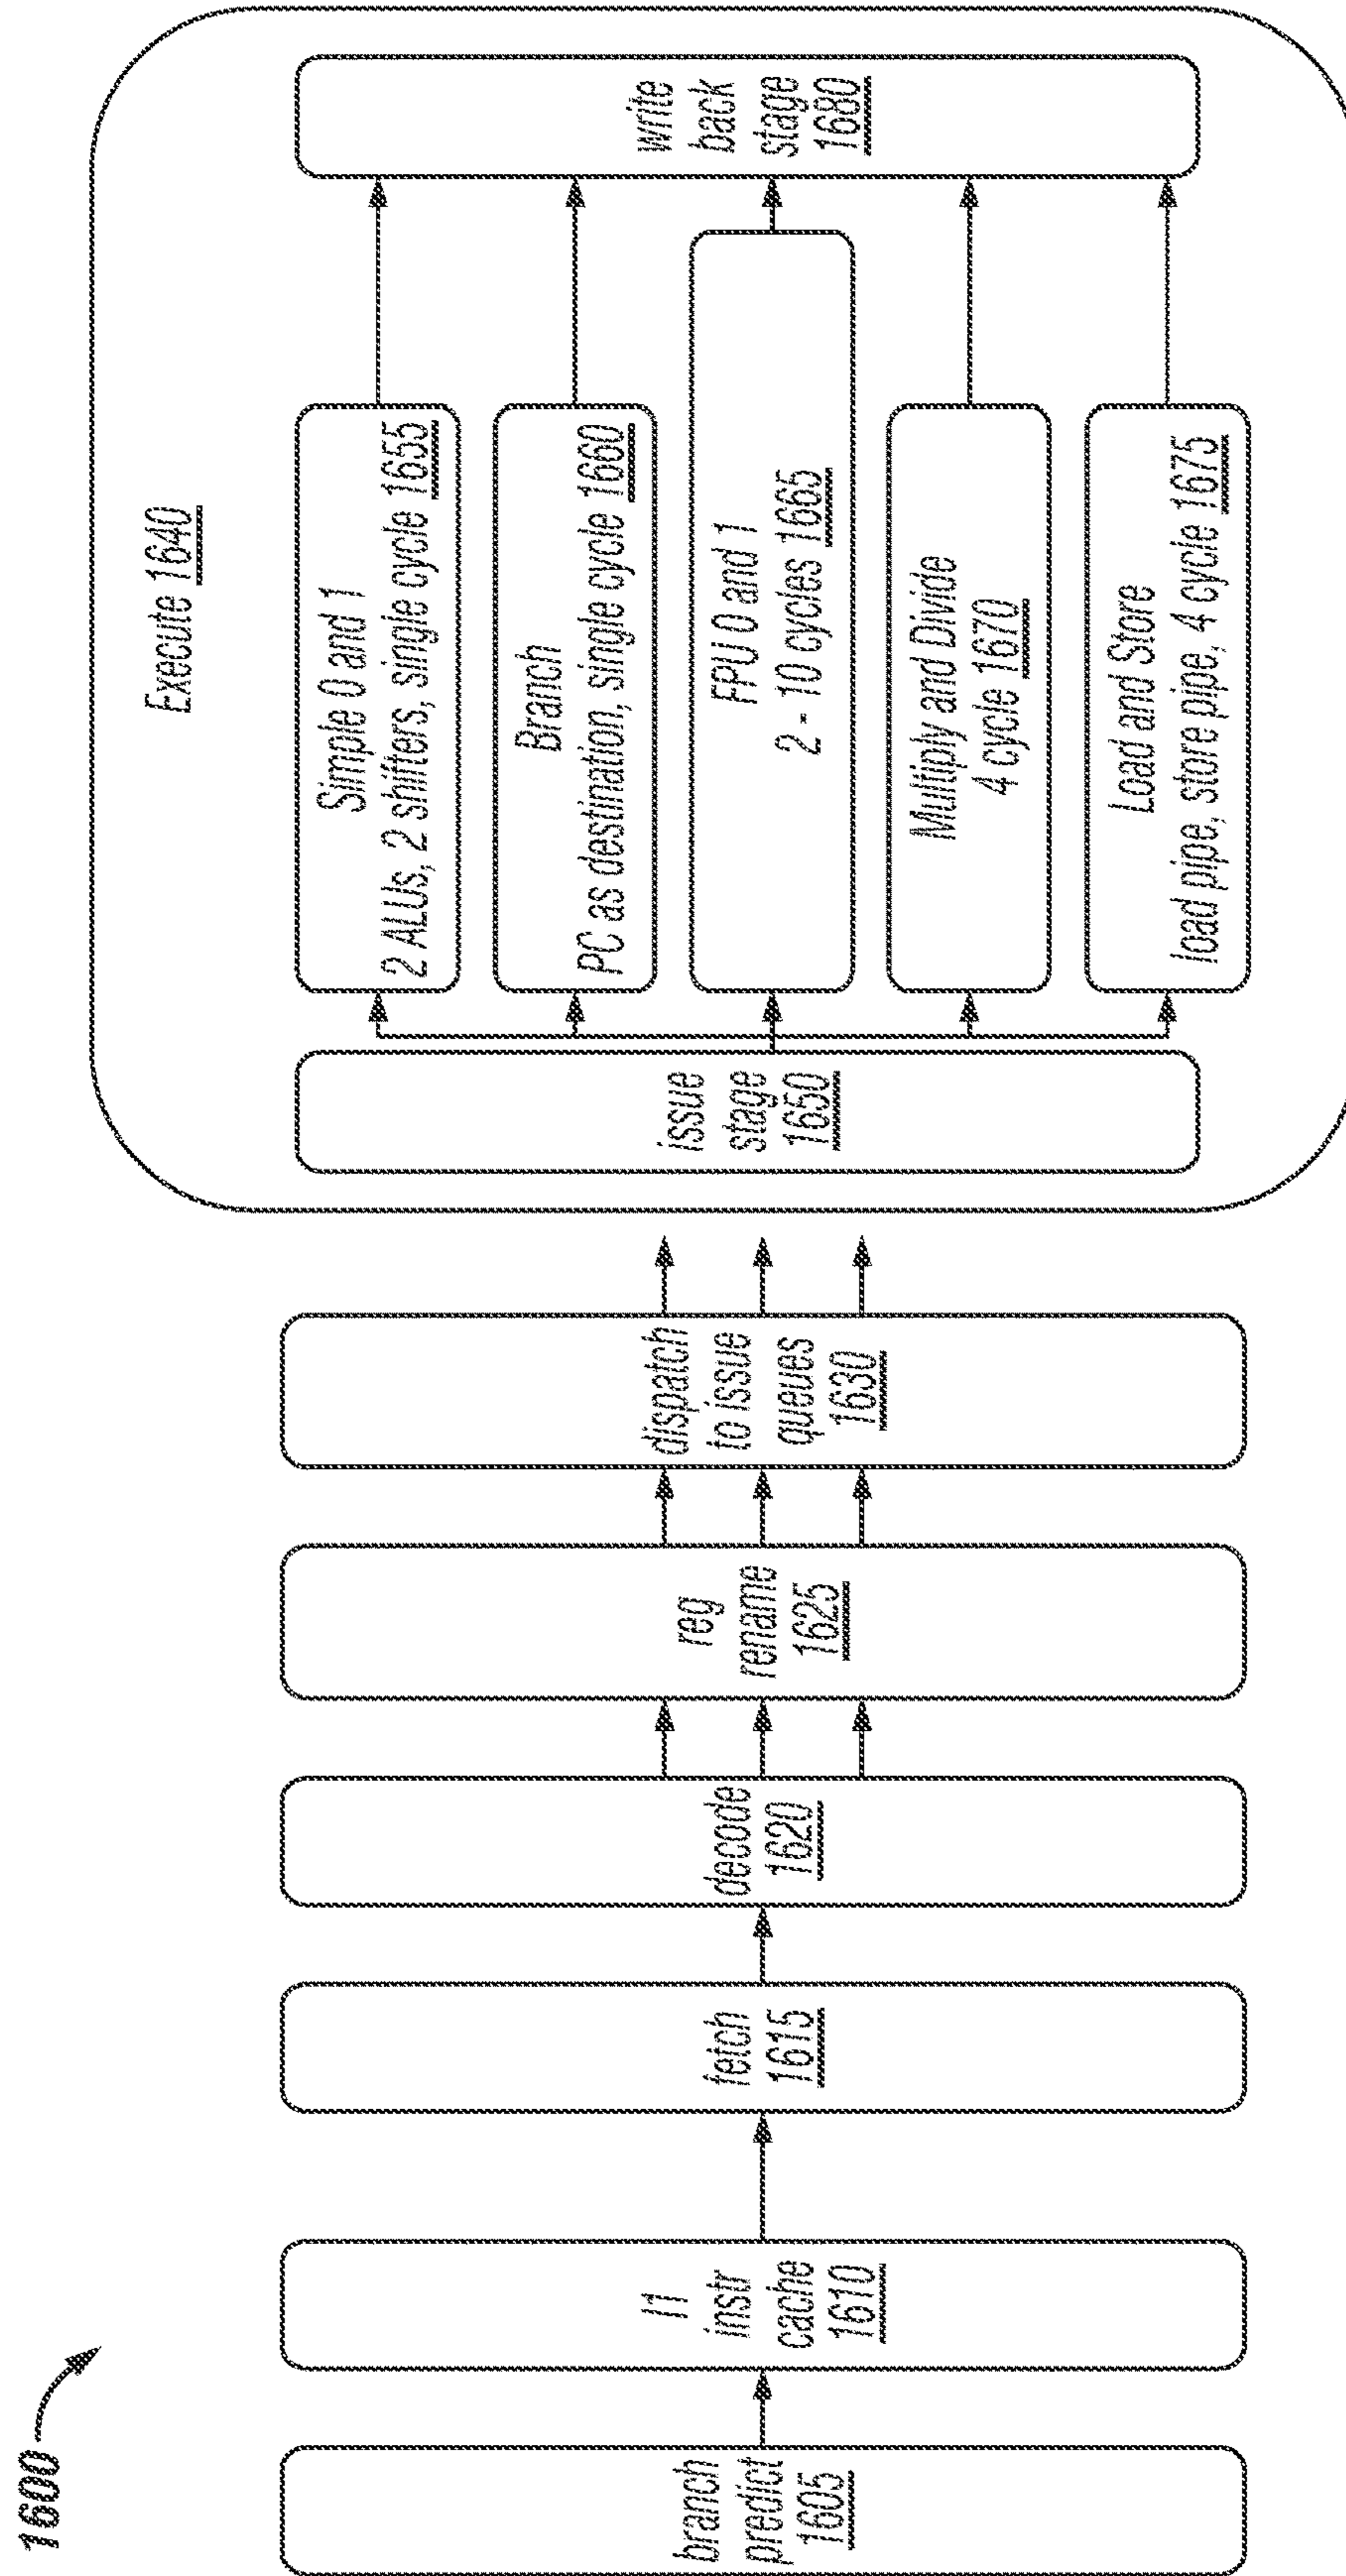 1600
branch
predict
1605
l1
instr
cache
1610
fetch
1615
decode
1620
reg
rename
1625
dispatch
to issue
queues
1630
Execute 1640
issue
stage
1650
Simple 0 and 1
2 ALUs, 2 shifters, single cycle 1655
Branch
PC as destination, single cycle 1660
FPU 0 and 1
2 - 10 cycles 1665
Multiply and Divide
4 cycle 1670
Load and Store
load pipe, store pipe, 4 cycle 1675
write
back
stage
1680